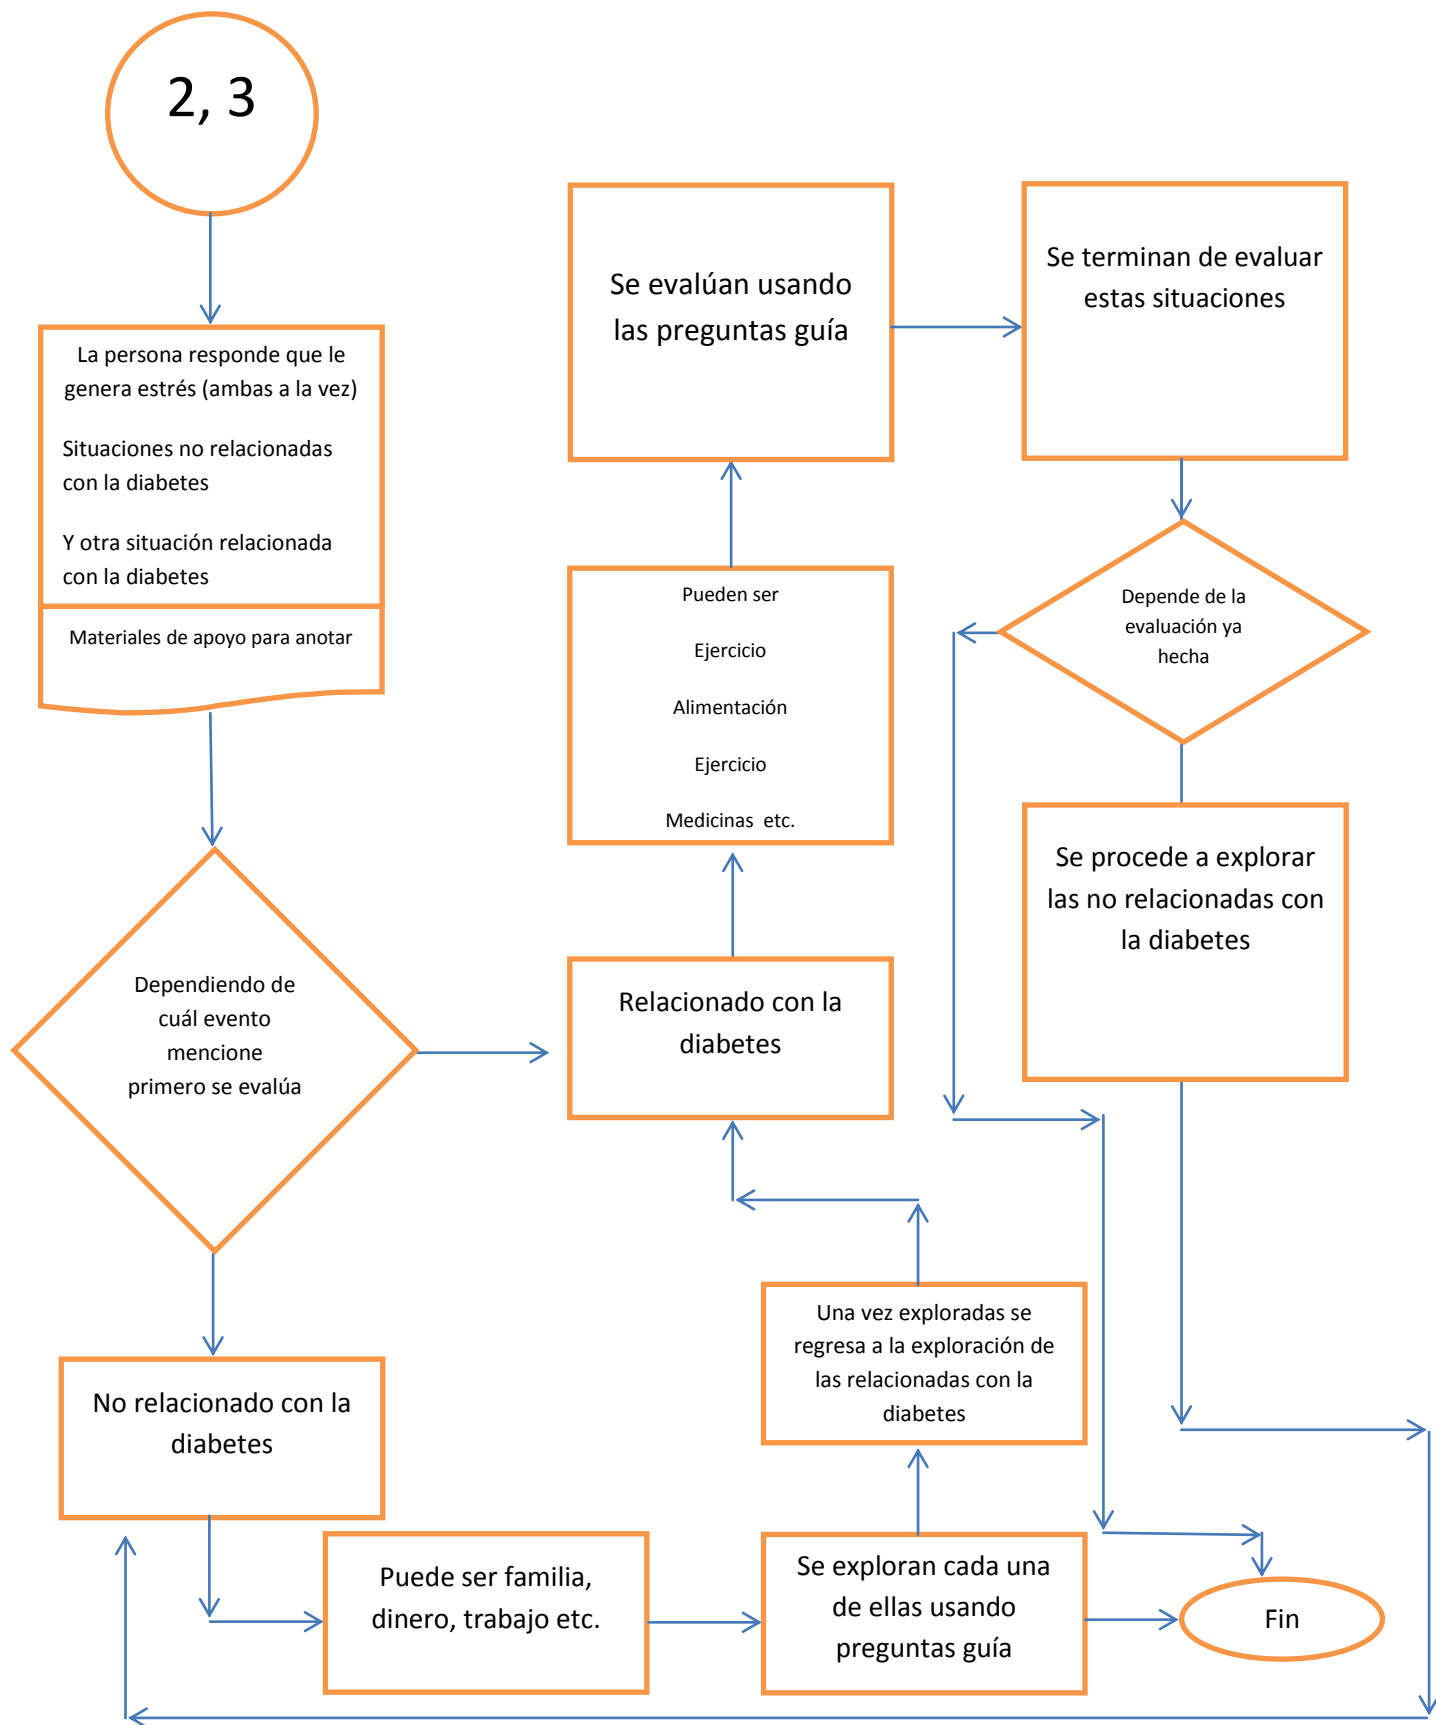 2, 3
La persona responde que le
genera estrés (ambas a la vez)
Situaciones no relacionadas
con la diabetes
Y otra situación relacionada
con la diabetes
Materiales de apoyo para anotar
Dependiendo de
cuál evento
mencione
primero se evalúa
No relacionado con la
diabetes
Puede ser familia,
dinero, trabajo etc.
Se exploran cada una
de ellas usando
preguntas guía
Una vez exploradas se
regresa a la exploración de
las relacionadas con la
diabetes
Relacionado con la
diabetes
Pueden ser
Ejercicio
Alimentación
Ejercicio
Medicinas etc.
Se evalúan usando
las preguntas guía
Se terminan de evaluar
estas situaciones
Depende de la
evaluación ya
hecha
Se procede a explorar
las no relacionadas con
la diabetes
Fin